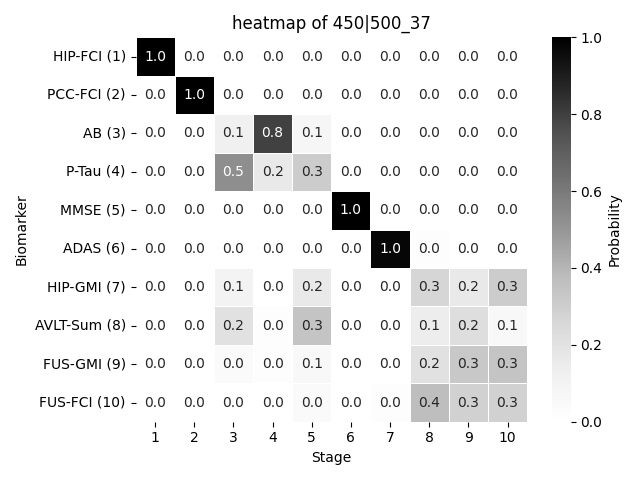 heatmap of 450|500_37
HIP-FCI (1) 1.0 0.0 0.0 0.0 0.0 0.0 0.0 0.0 0.0 0.0
PCC-FCI (2) 0.0 1.0 0.0 0.0 0.0 0.0 0.0 0.0 0.0 0.0
AB (3) 0.0 0.0 0.1 0.8 0.1 0.0 0.0 0.0 0.0 0.0
P-Tau (4) 0.0 0.0 0.5 0.2 0.3 0.0 0.0 0.0 0.0 0.0
MMSE (5) 0.0 0.0 0.0 0.0 0.0 1.0 0.0 0.0 0.0 0.0
ADAS (6) 0.0 0.0 0.0 0.0 0.0 0.0 1.0 0.0 0.0 0.0
HIP-GMI (7) 0.0 0.0 0.1 0.0 0.2 0.0 0.0 0.3 0.2 0.3
AVLT-Sum (8) 0.0 0.0 0.2 0.0 0.3 0.0 0.0 0.1 0.2 0.1
FUS-GMI (9) 0.0 0.0 0.0 0.0 0.1 0.0 0.0 0.2 0.3 0.3
FUS-FCI (10) 0.0 0.0 0.0 0.0 0.0 0.0 0.0 0.4 0.3 0.3
1 2 3 4 5 6 7 8 9 10
Stage
Biomarker
1.0
0.8
0.6
0.4
0.2
0.0
Probability